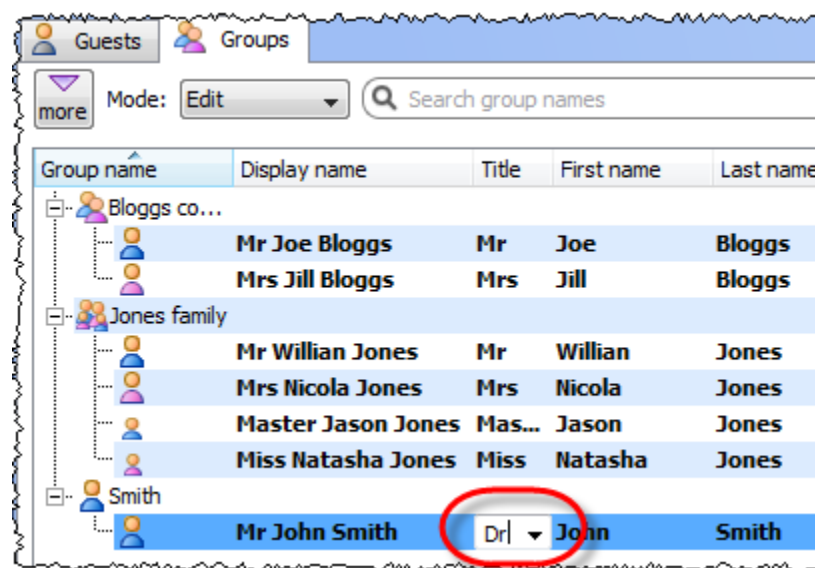 Guests Groups
more Mode: Edit Search group names
Group name Display name Title First name Last name
Bloggs co...
Mr Joe Bloggs Mr Joe Bloggs
Mrs Jill Bloggs Mrs Jill Bloggs
Jones family
Mr Willian Jones Mr Willian Jones
Mrs Nicola Jones Mrs Nicola Jones
Master Jason Jones Mas... Jason Jones
Miss Natasha Jones Miss Natasha Jones
Smith
Mr John Smith Dr John Smith